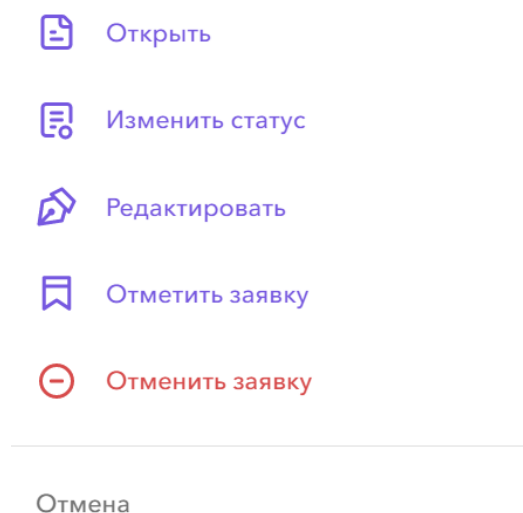 Открыть
Изменить статус
Редактировать
Отметить заявку
Отменить заявку
Отмена